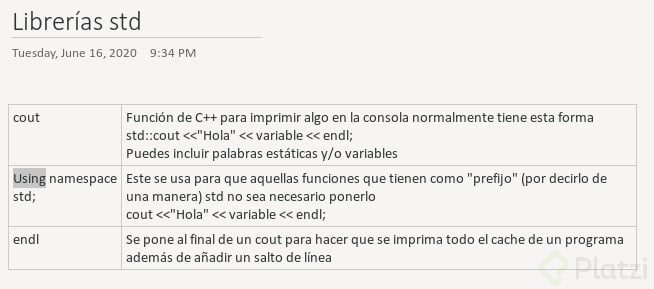 Librerías std
Tuesday, June 16, 2020 9:34 PM
cout
Función de C++ para imprimir algo en la consola normalmente tiene esta forma
std::cout <<"Hola" << variable << endl;
Puedes incluir palabras estáticas y/o variables
Using namespace
std;
Este se usa para que aquellas funciones que tienen como "prefijo" (por decirlo de
una manera) std no sea necesario ponerlo
cout <<"Hola" << variable << endl;
endl
Se pone al final de un cout para hacer que se imprima todo el cache de un programa
además de añadir un salto de línea
Platzi